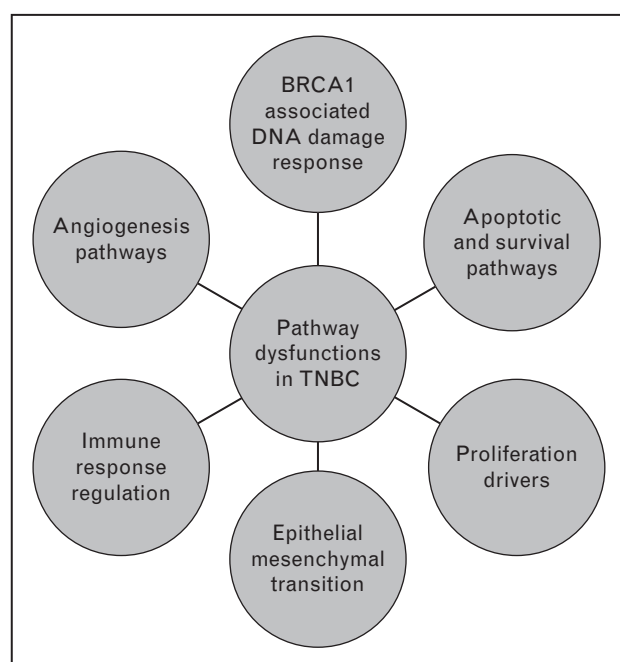 BRCA1
associated
DNA damage
response
Angiogenesis
pathways
Apoptotic
and survival
pathways
Pathway
dysfunctions
in TNBC
Immune
response
regulation
Proliferation
drivers
Epithelial
mesenchymal
transition